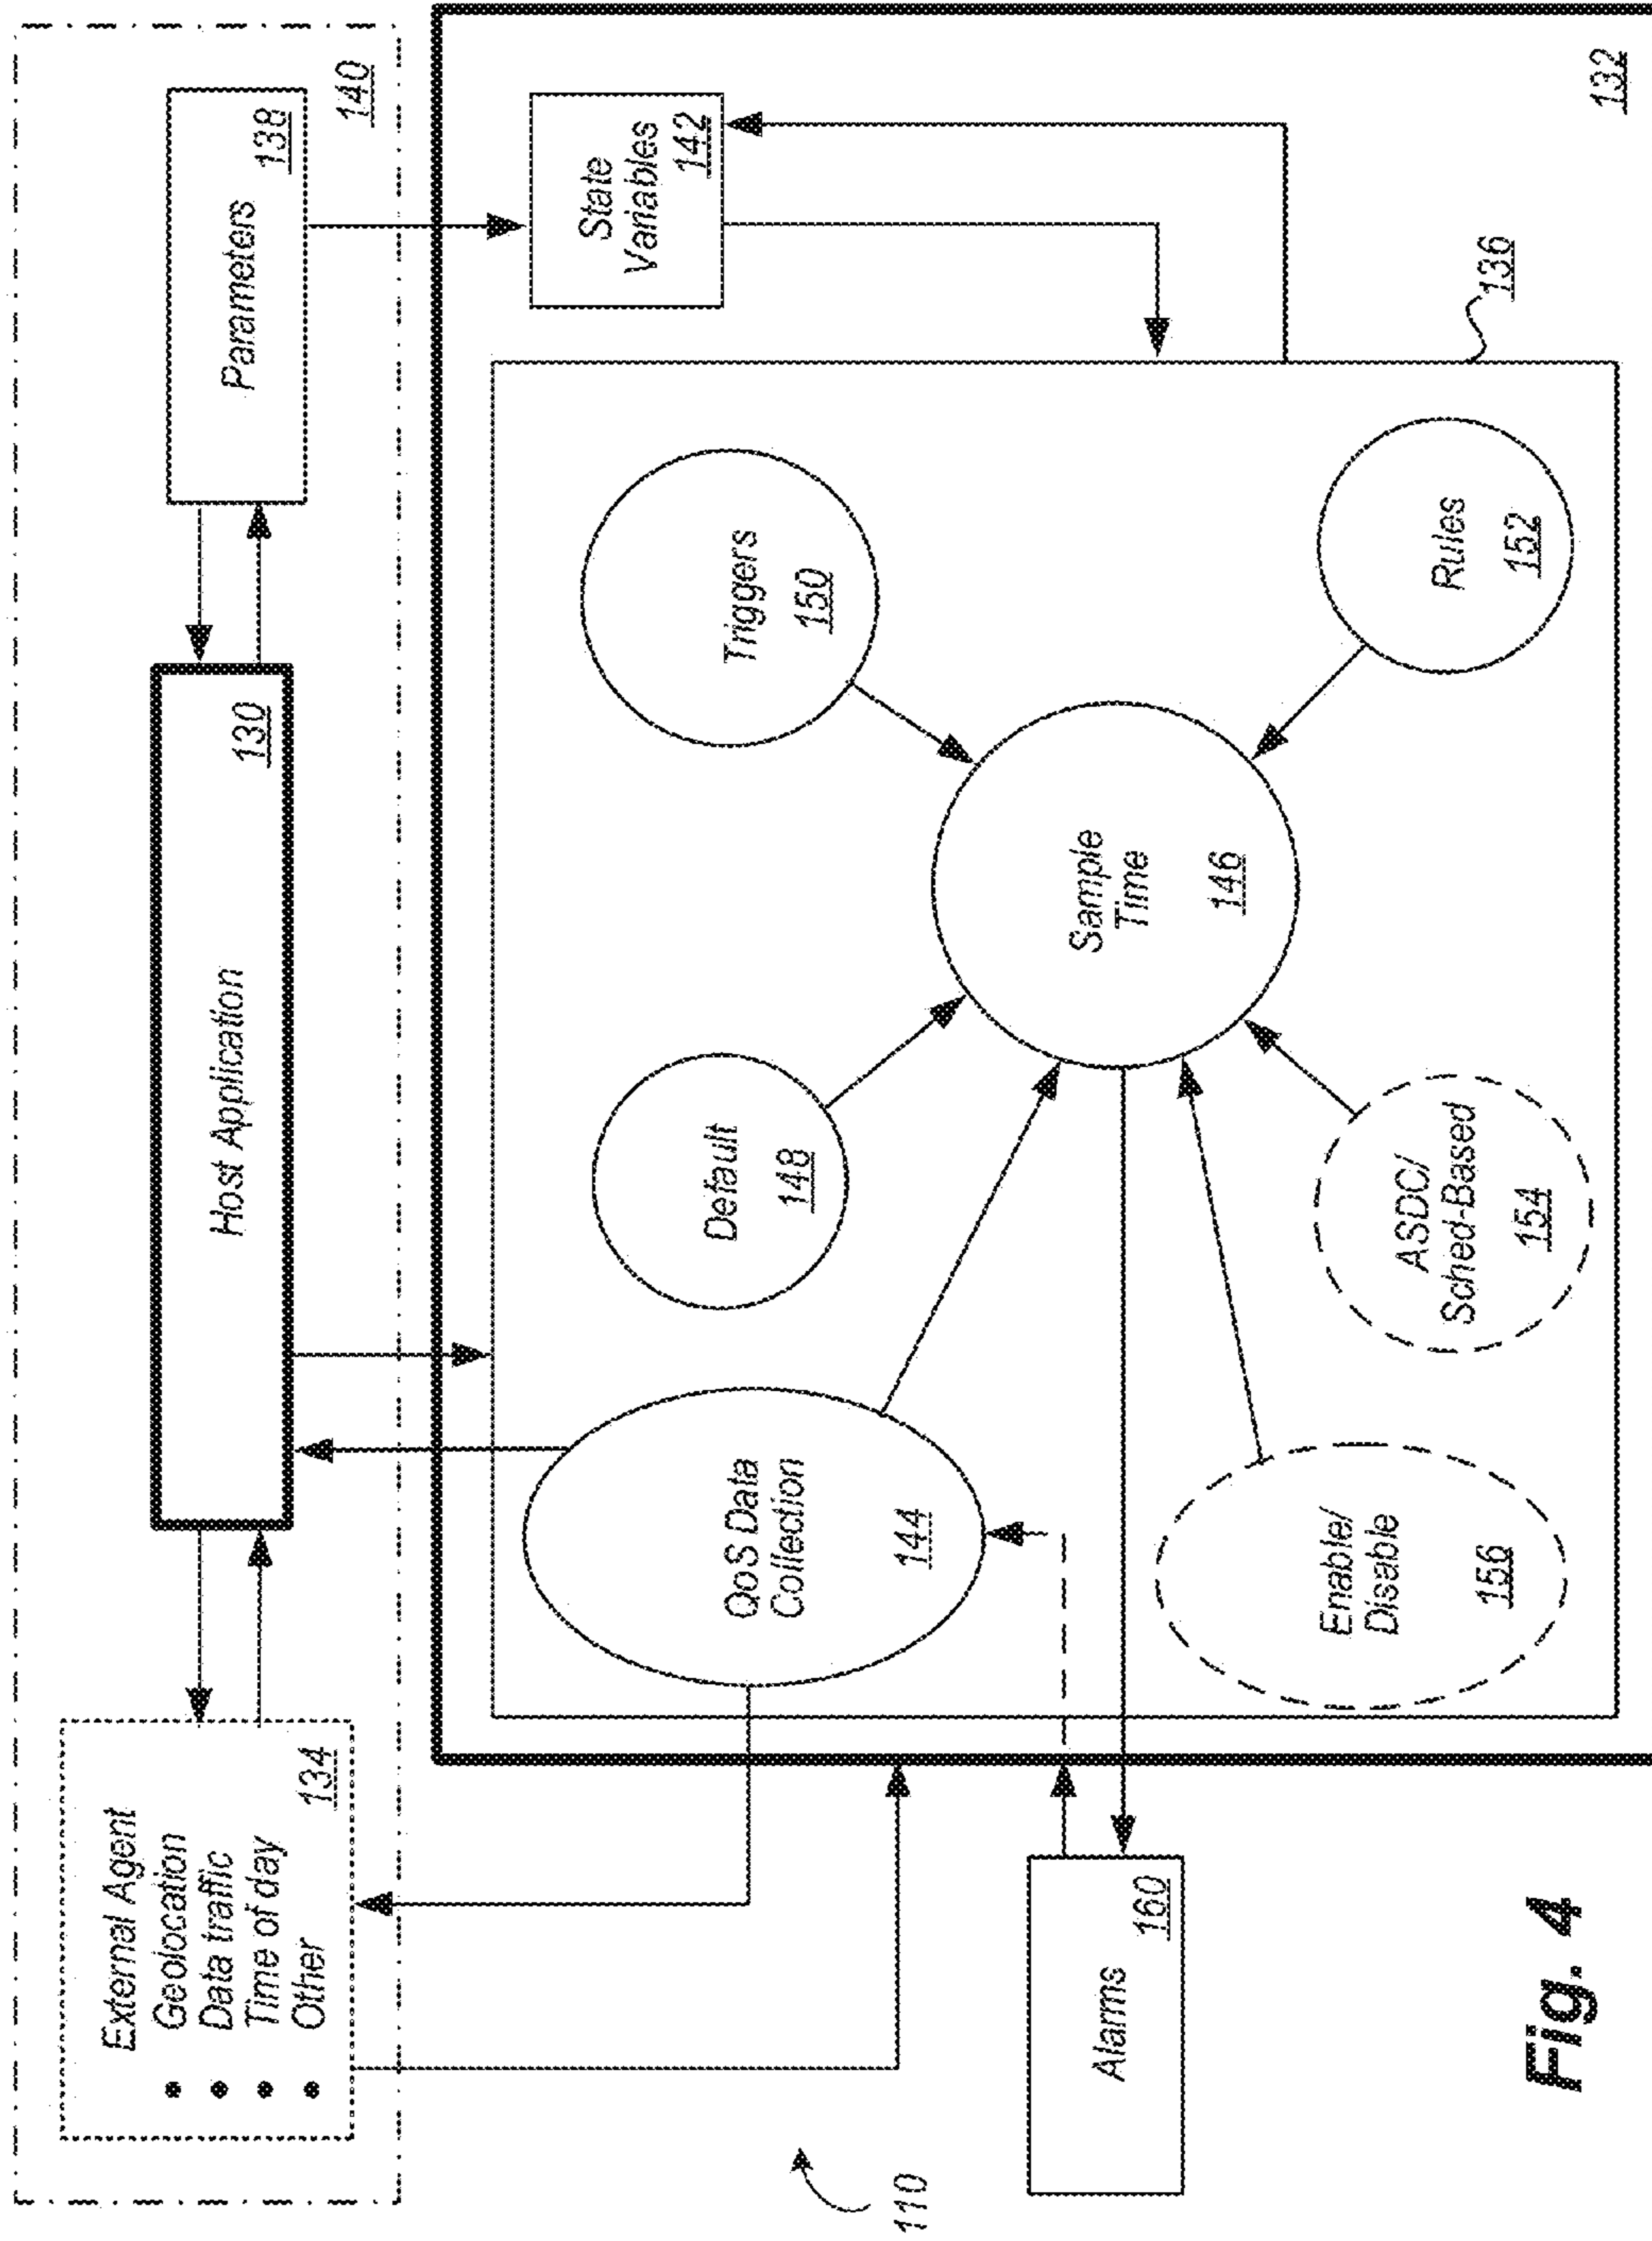 External Agent
• Geolocation
• Data traffic
• Time of day
• Other
134
Host Application
130
Parameters
138
140
State
Variables
142
QoS Data
Collection
144
Default
148
Triggers
150
Sample
Time
146
Enable/
Disable
156
ASDC/
Sched-Based
154
Rules
152
136
132
Alarms
160
110
Fig. 4